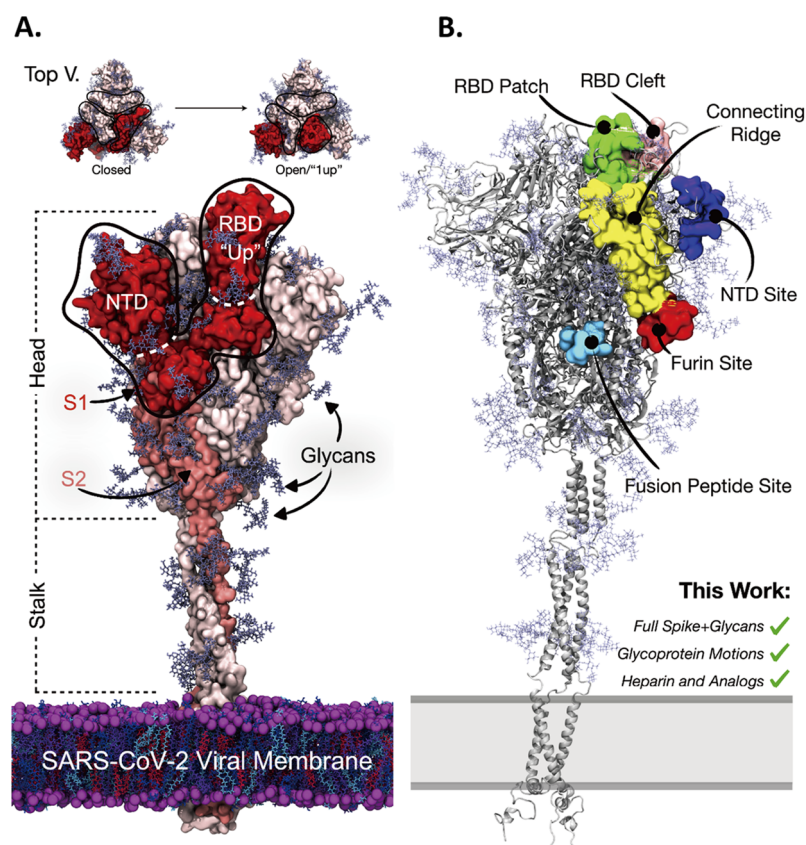 A.
Top V.
Closed
Open/"1up"
Head
Stalk
RBD
"Up"
NTD
S1
S2
Glycans
SARS-CoV-2 Viral Membrane
B.
RBD Patch
RBD Cleft
Connecting
Ridge
NTD Site
Furin Site
Fusion Peptide Site
This Work:
Full Spike+Glycans ✓
Glycoprotein Motions ✓
Heparin and Analogs ✓